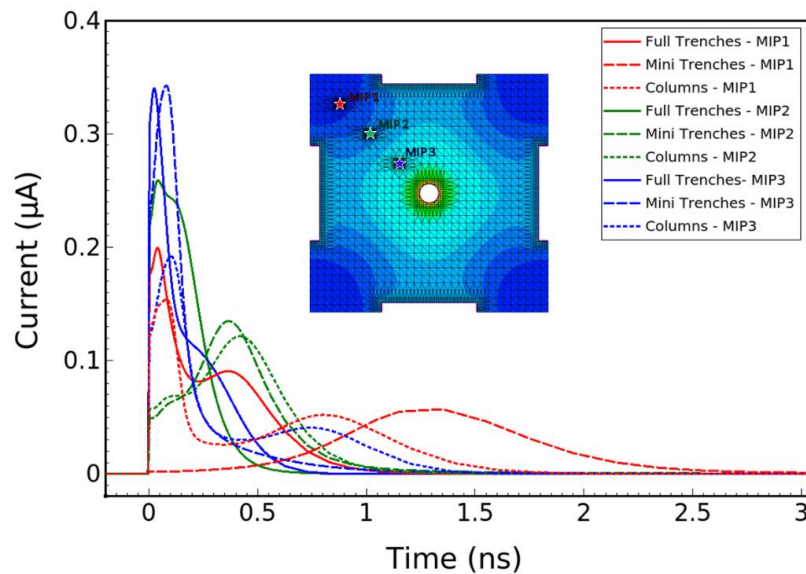 0.4
0.3
0.2
0.1
0
Current (µA)
MIP1
MIP2
MIP3
Full Trenches - MIP1
Mini Trenches - MIP1
Columns - MIP1
Full Trenches - MIP2
Mini Trenches - MIP2
Columns - MIP2
Full Trenches- MIP3
Mini Trenches - MIP3
Columns - MIP3
0 0.5 1 1.5 2 2.5 3
Time (ns)